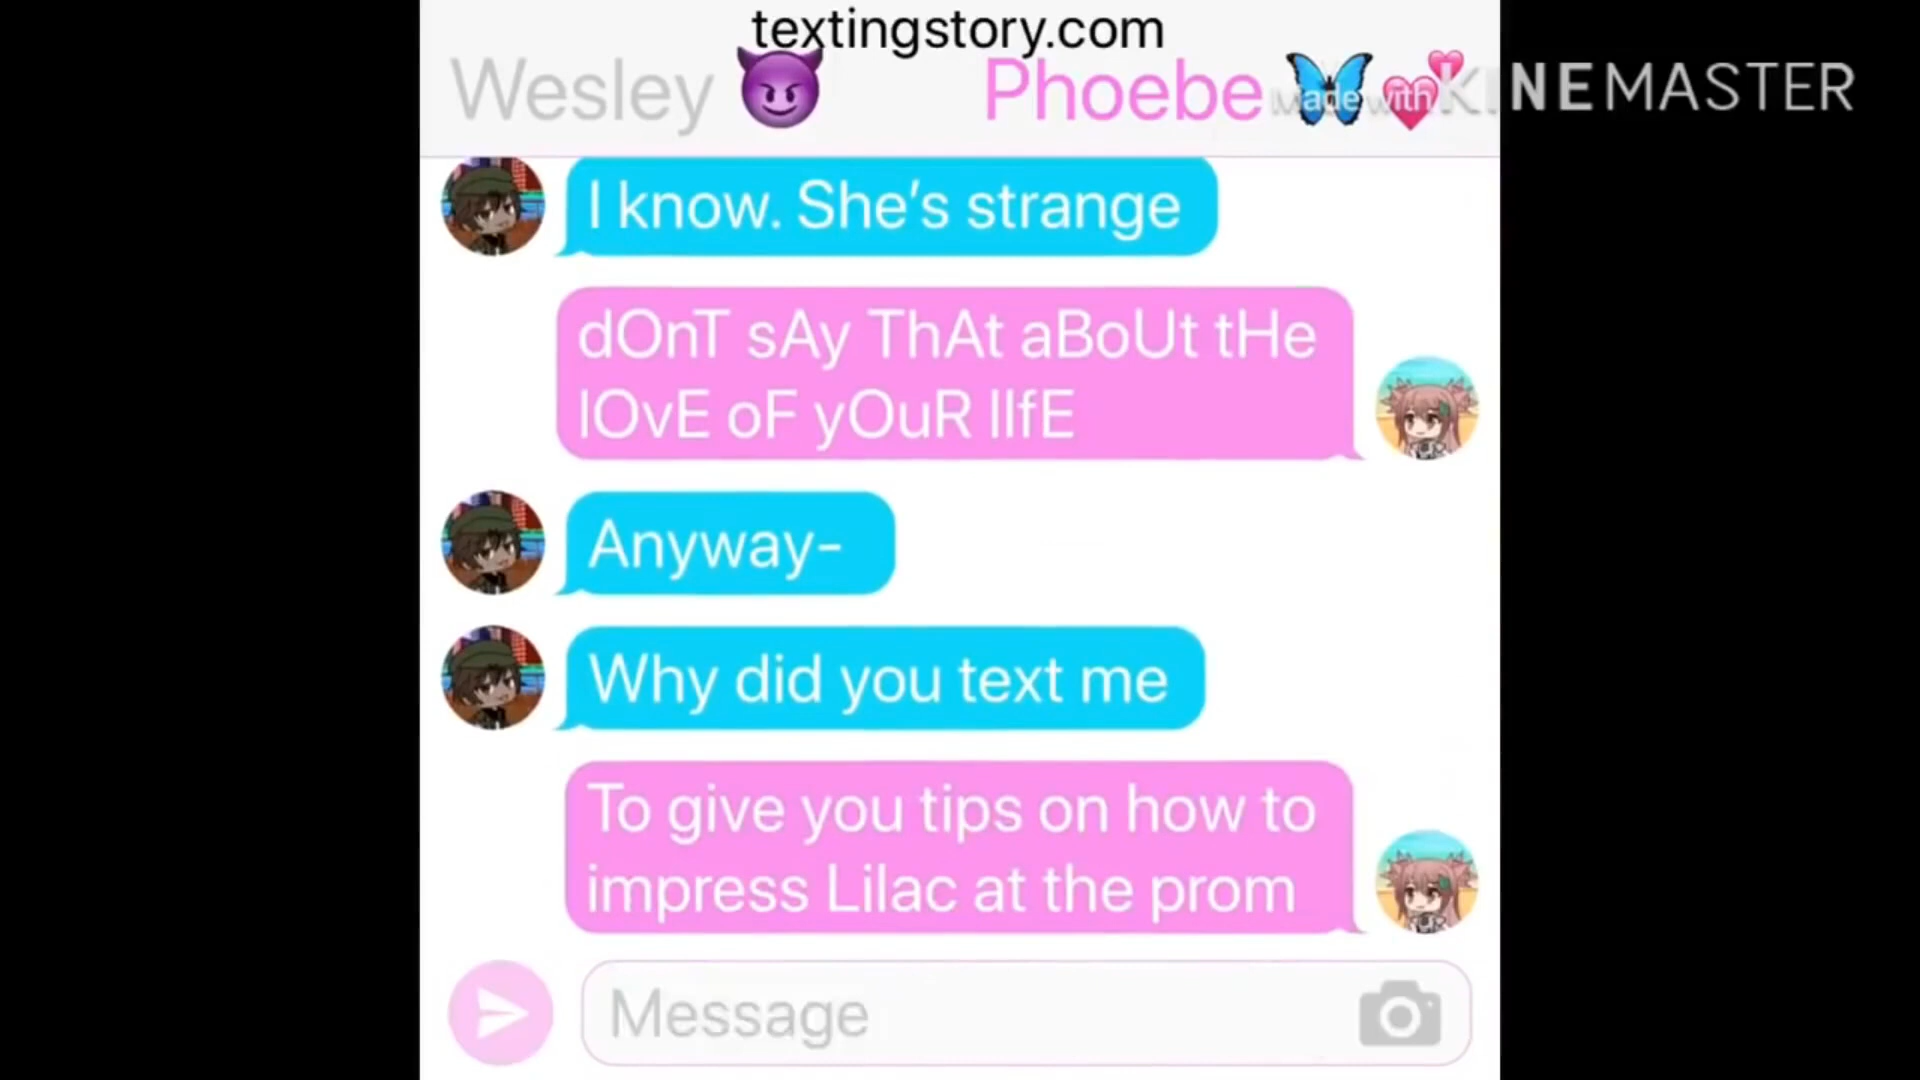 textingstory.com
Wesley 😈 Phoebe 🦋 💕
Made with KINEMASTER
I know. She's strange
dOnT sAy ThAt aBoUt tHe
lOvE oF yOuR lIfE
Anyway-
Why did you text me
To give you tips on how to
impress Lilac at the prom
Message